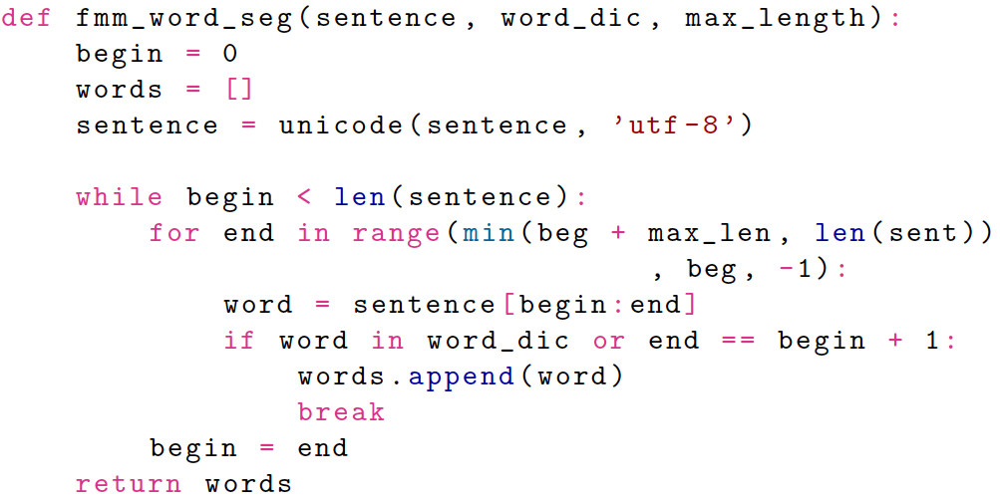 def fmm_word_seg(sentence, word_dic, max_length):
    begin = 0
    words = []
    sentence = unicode(sentence, ’utf-8’)

    while begin < len(sentence):
        for end in range(min(beg + max_len, len(sent))
                                   , beg, -1):
            word = sentence[begin:end]
            if word in word_dic or end == begin + 1:
                words.append(word)
                break
        begin = end
    return words